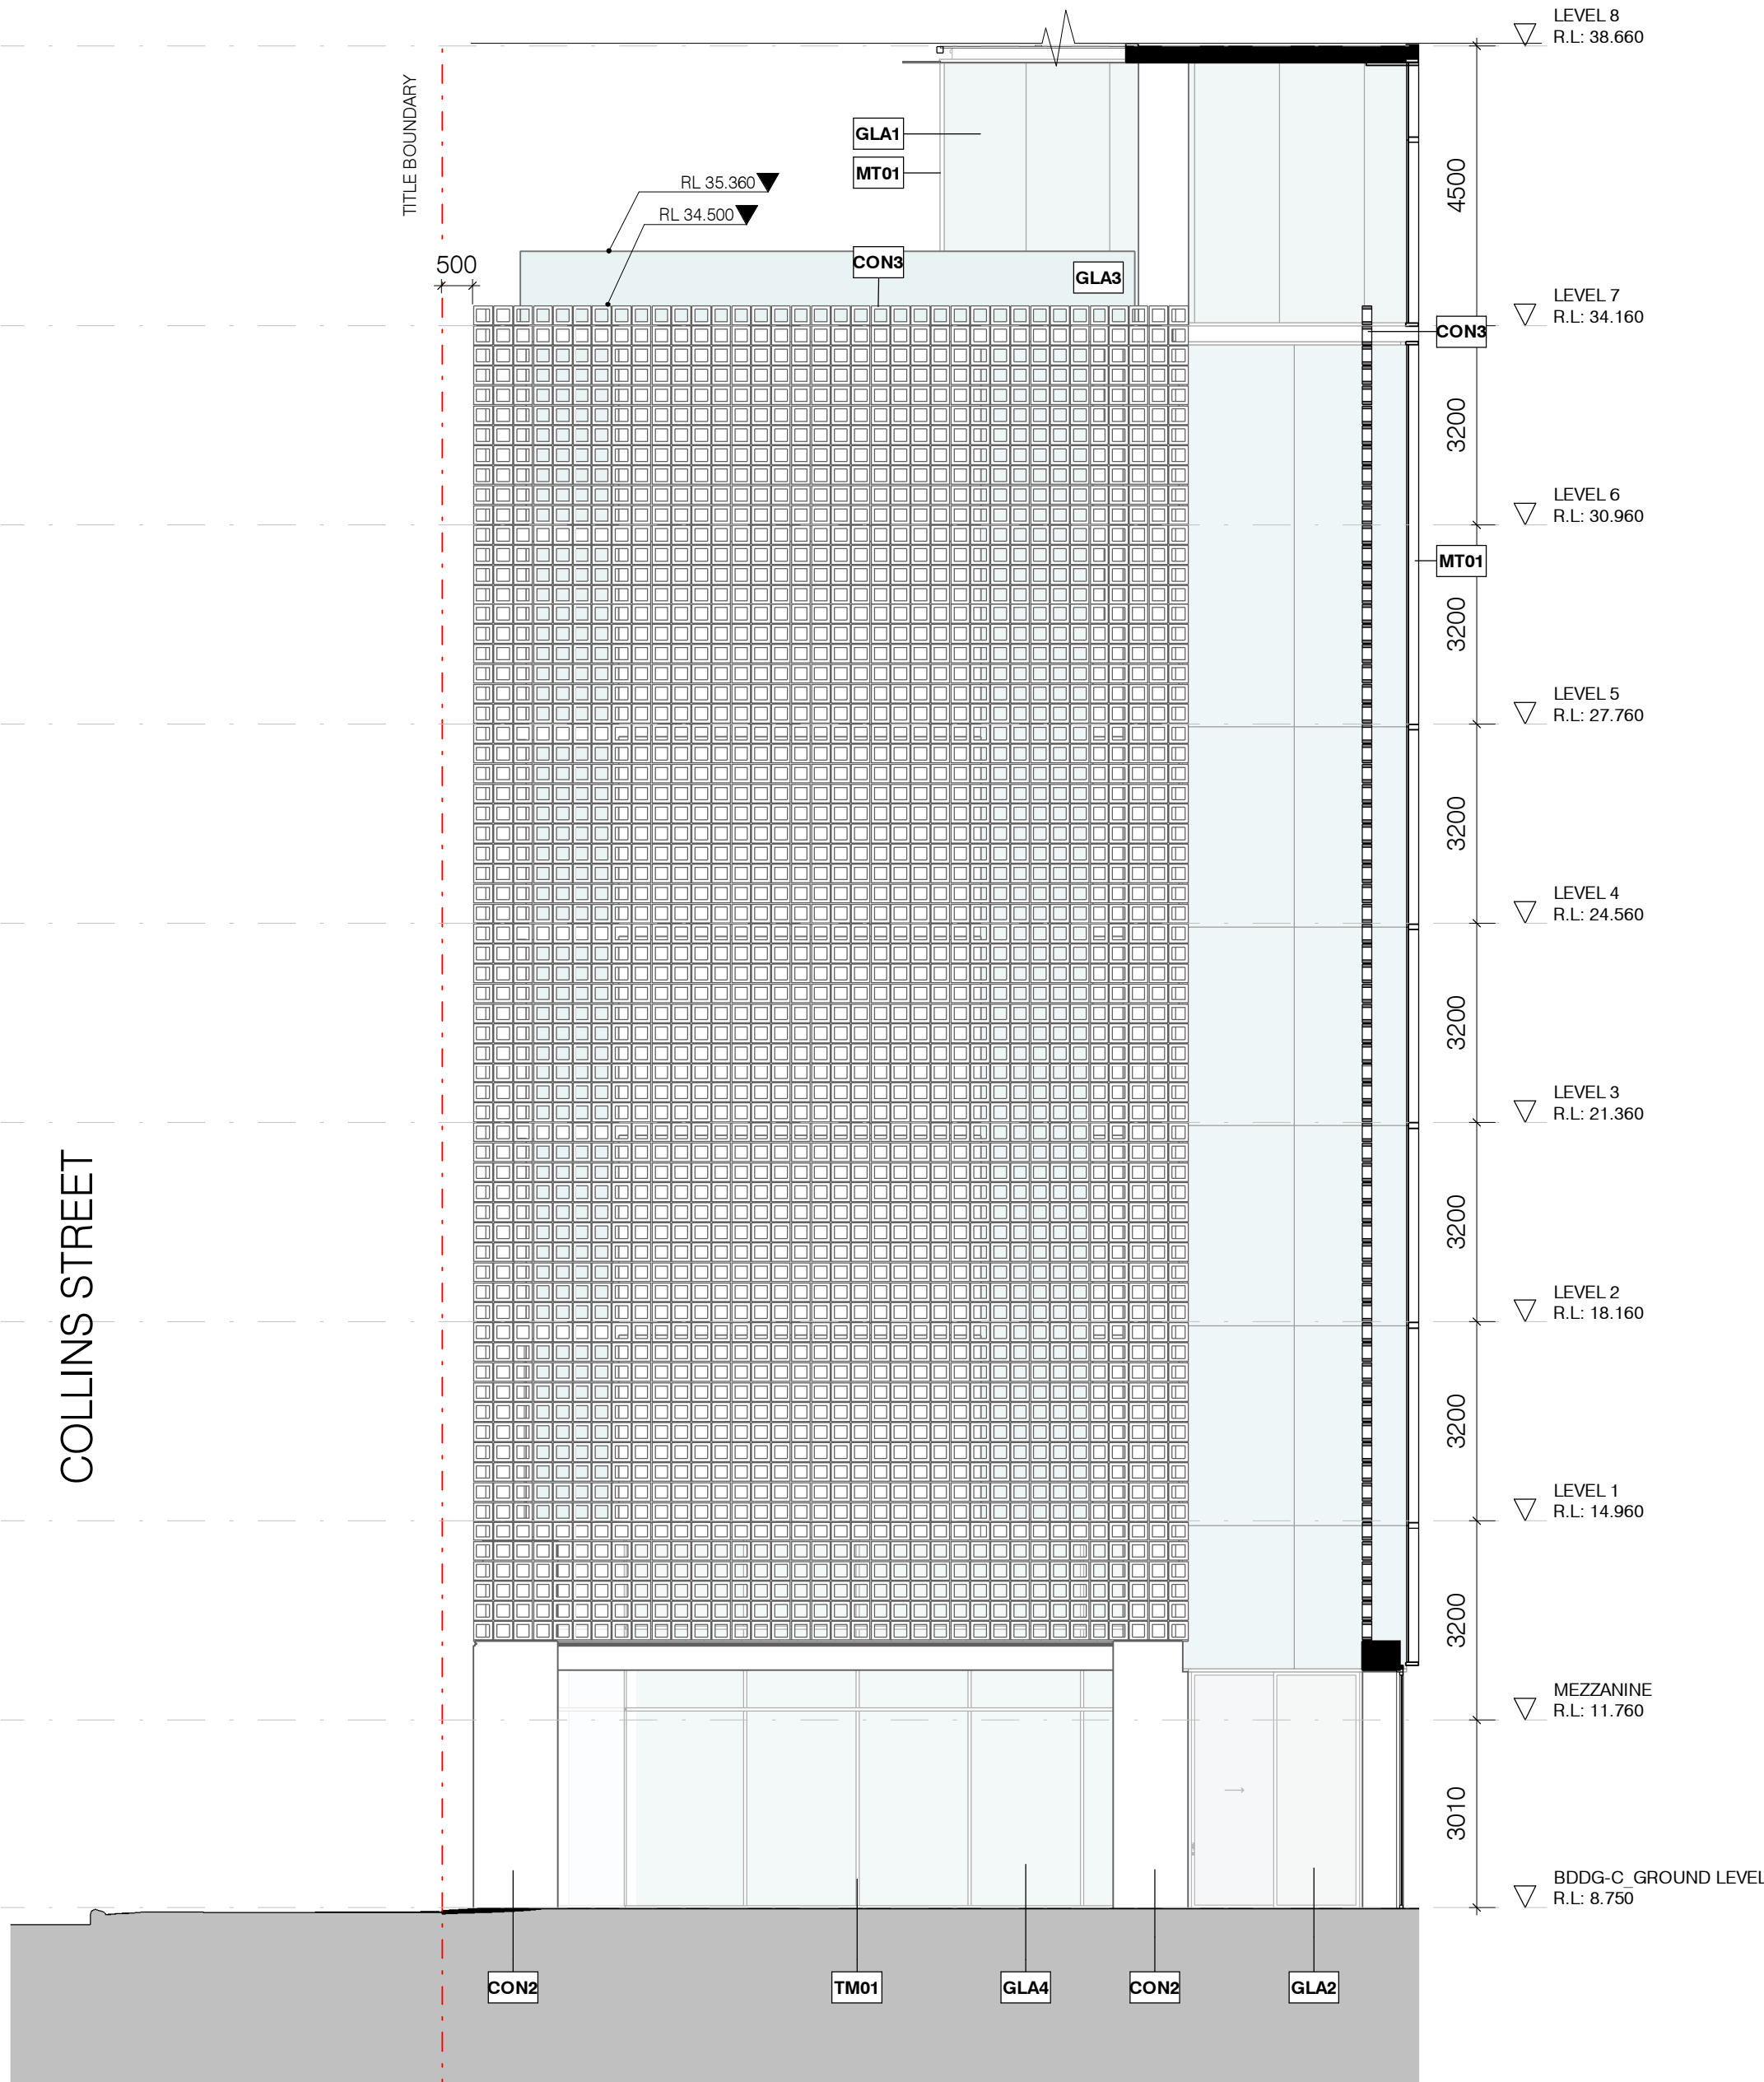 LEVEL 8
R.L: 38.660
TITLE BOUNDARY
GLA1
MT01
4500
RL 35.360
RL 34.500
500
CON3
GLA3
LEVEL 7
R.L: 34.160
CON3
3200
LEVEL 6
R.L: 30.960
MT01
3200
LEVEL 5
R.L: 27.760
3200
LEVEL 4
R.L: 24.560
3200
LEVEL 3
R.L: 21.360
COLLINS STREET
3200
LEVEL 2
R.L: 18.160
3200
LEVEL 1
R.L: 14.960
3200
MEZZANINE
R.L: 11.760
3010
BDDG-C_GROUND LEVEL
R.L: 8.750
CON2
TM01
GLA4
CON2
GLA2